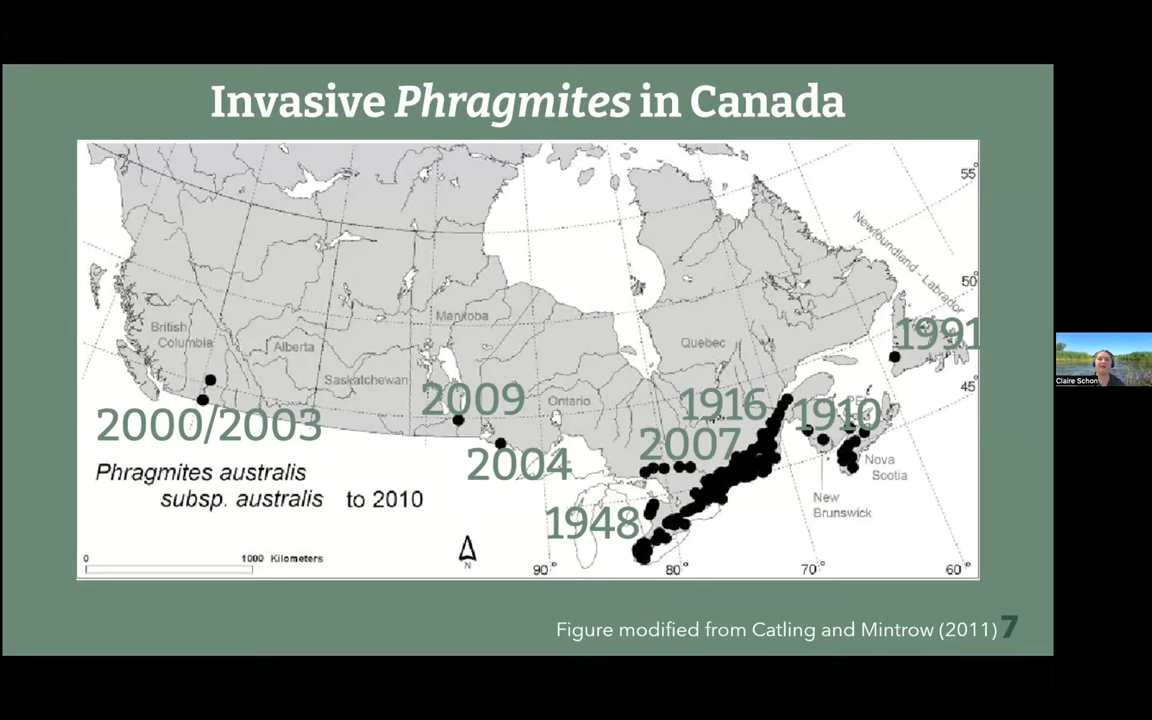 Invasive Phragmites in Canada
55°
Newfoundland - Labrador
50°
British
Columbia
Alberta
Saskatchewan
Manitoba
Ontario
Quebec
1991
45°
2000/2003
2009
2004
1916
1910
2007
1948
Nova
Scotia
New
Brunswick
Phragmites australis
subsp. australis to 2010
0 1000 Kilometers
N
90°
80°
70°
60°
Figure modified from Catling and Mintrow (2011) 7
Claire Schon